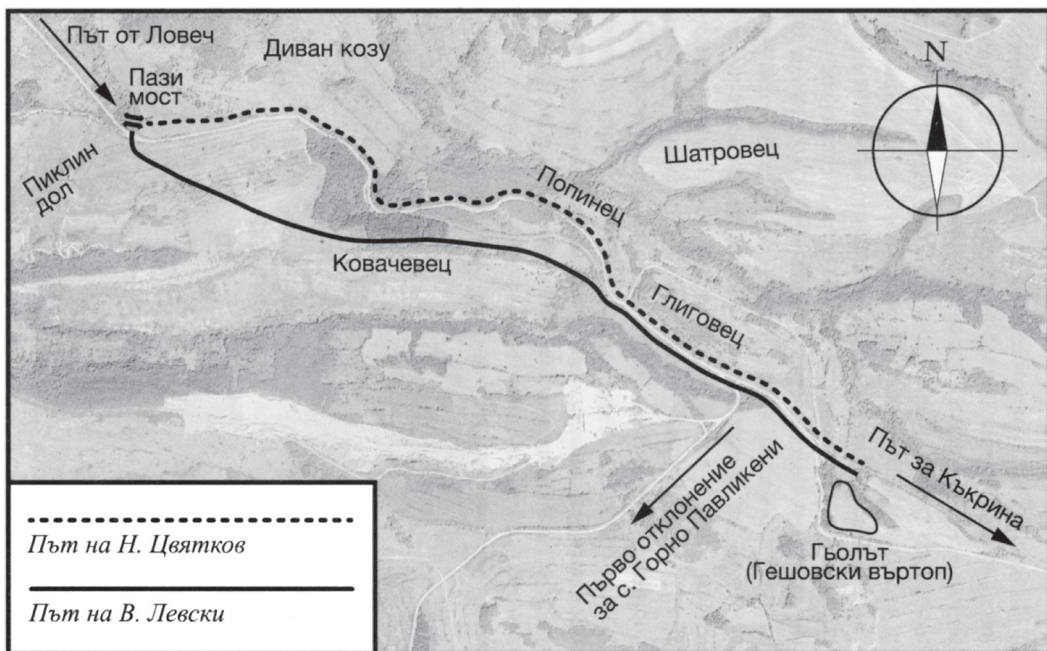 Път от Ловеч
Диван козу
N
Пази
мост
Пиклин
дол
Шатровец
Попинец
Ковачевец
Глиговец
Път за Къкрина
Първо отклонение
за с. Горно Павликени
Гьолът
(Гешовски въртоп)
Път на Н. Цвятков
Път на В. Левски